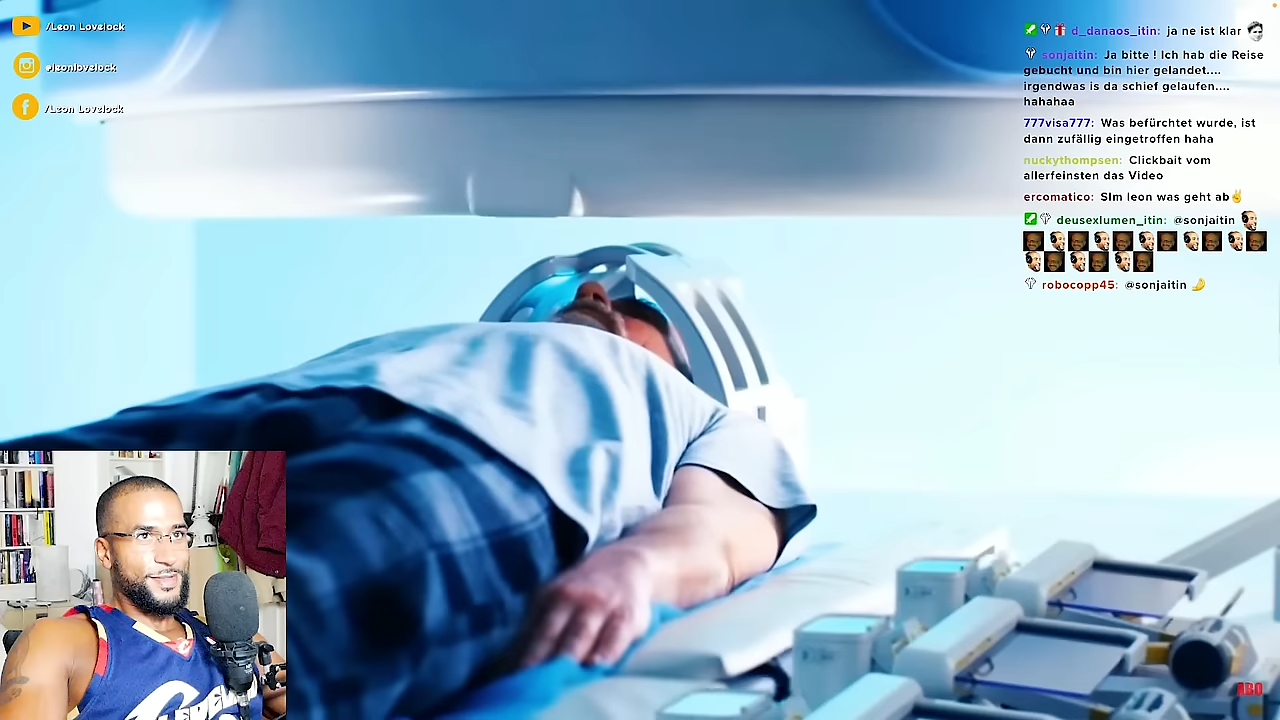 /Leon Lovelock
@leonlovelock
/Leon Lovelock
d_danaos_itin: ja ne ist klar
sonjaitin: Ja bitte ! Ich hab die Reise
gebucht und bin hier gelandet....
irgendwas is da schief gelaufen....
hahahaa
777visa777: Was befürchtet wurde, ist
dann zufällig eingetroffen haha
nuckythompsen: Clickbait vom
allerfeinsten das Video
ercomatico: Slm leon was geht ab✌
deusexlumen_itin: @sonjaitin
robocopp45: @sonjaitin
ABO